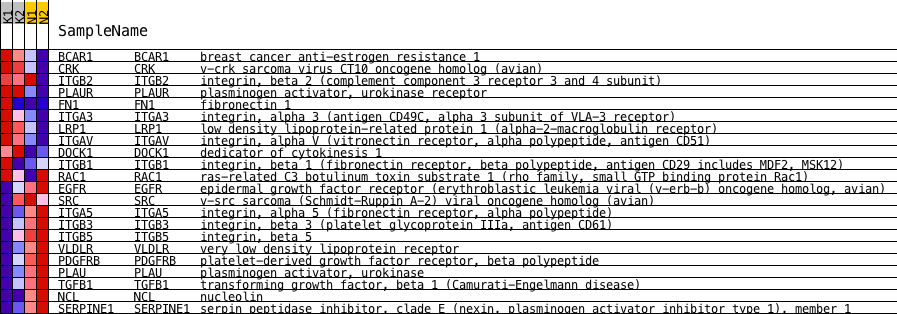 K1 K2 N1 N2
SampleName
BCAR1 BCAR1 breast cancer anti-estrogen resistance 1
CRK CRK v-crk sarcoma virus CT10 oncogene homolog (avian)
ITGB2 ITGB2 integrin, beta 2 (complement component 3 receptor 3 and 4 subunit)
PLAUR PLAUR plasminogen activator, urokinase receptor
FN1 FN1 fibronectin 1
ITGA3 ITGA3 integrin, alpha 3 (antigen CD49C, alpha 3 subunit of VLA-3 receptor)
LRP1 LRP1 low density lipoprotein-related protein 1 (alpha-2-macroglobulin receptor)
ITGAV ITGAV integrin, alpha V (vitronectin receptor, alpha polypeptide, antigen CD51)
DOCK1 DOCK1 dedicator of cytokinesis 1
ITGB1 ITGB1 integrin, beta 1 (fibronectin receptor, beta polypeptide, antigen CD29 includes MDF2, MSK12)
RAC1 RAC1 ras-related C3 botulinum toxin substrate 1 (rho family, small GTP binding protein Rac1)
EGFR EGFR epidermal growth factor receptor (erythroblastic leukemia viral (v-erb-b) oncogene homolog, avian)
SRC SRC v-src sarcoma (Schmidt-Ruppin A-2) viral oncogene homolog (avian)
ITGA5 ITGA5 integrin, alpha 5 (fibronectin receptor, alpha polypeptide)
ITGB3 ITGB3 integrin, beta 3 (platelet glycoprotein IIIa, antigen CD61)
ITGB5 ITGB5 integrin, beta 5
VLDLR VLDLR very low density lipoprotein receptor
PDGFRB PDGFRB platelet-derived growth factor receptor, beta polypeptide
PLAU PLAU plasminogen activator, urokinase
TGFB1 TGFB1 transforming growth factor, beta 1 (Camurati-Engelmann disease)
NCL NCL nucleolin
SERPINE1 SERPINE1 serpin peptidase inhibitor, clade E (nexin, plasminogen activator inhibitor type 1), member 1